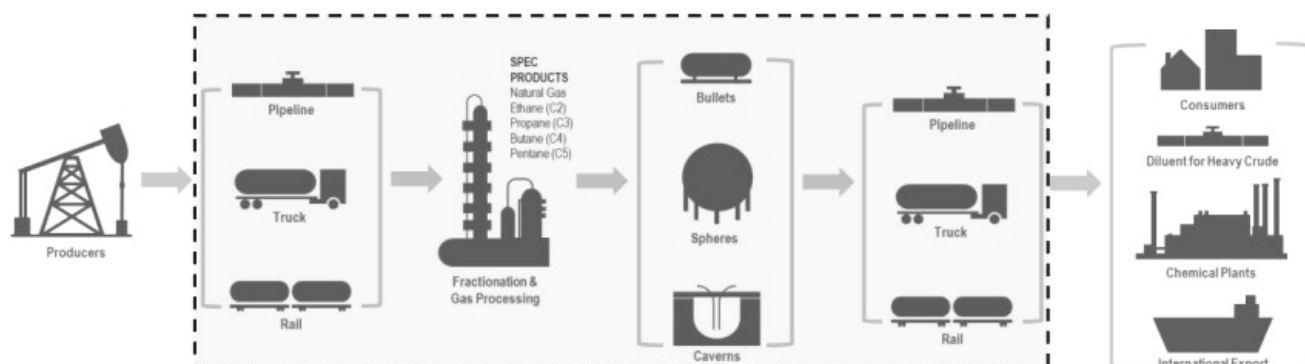 Producers
Pipeline
Truck
Rail
SPEC
PRODUCTS
Natural Gas
Ethane (C2)
Propane (C3)
Butane (C4)
Pentane (C5)
Fractionation &
Gas Processing
Bullets
Spheres
Caverns
Pipeline
Truck
Rail
Consumers
Diluent for Heavy Crude
Chemical Plants
International Export